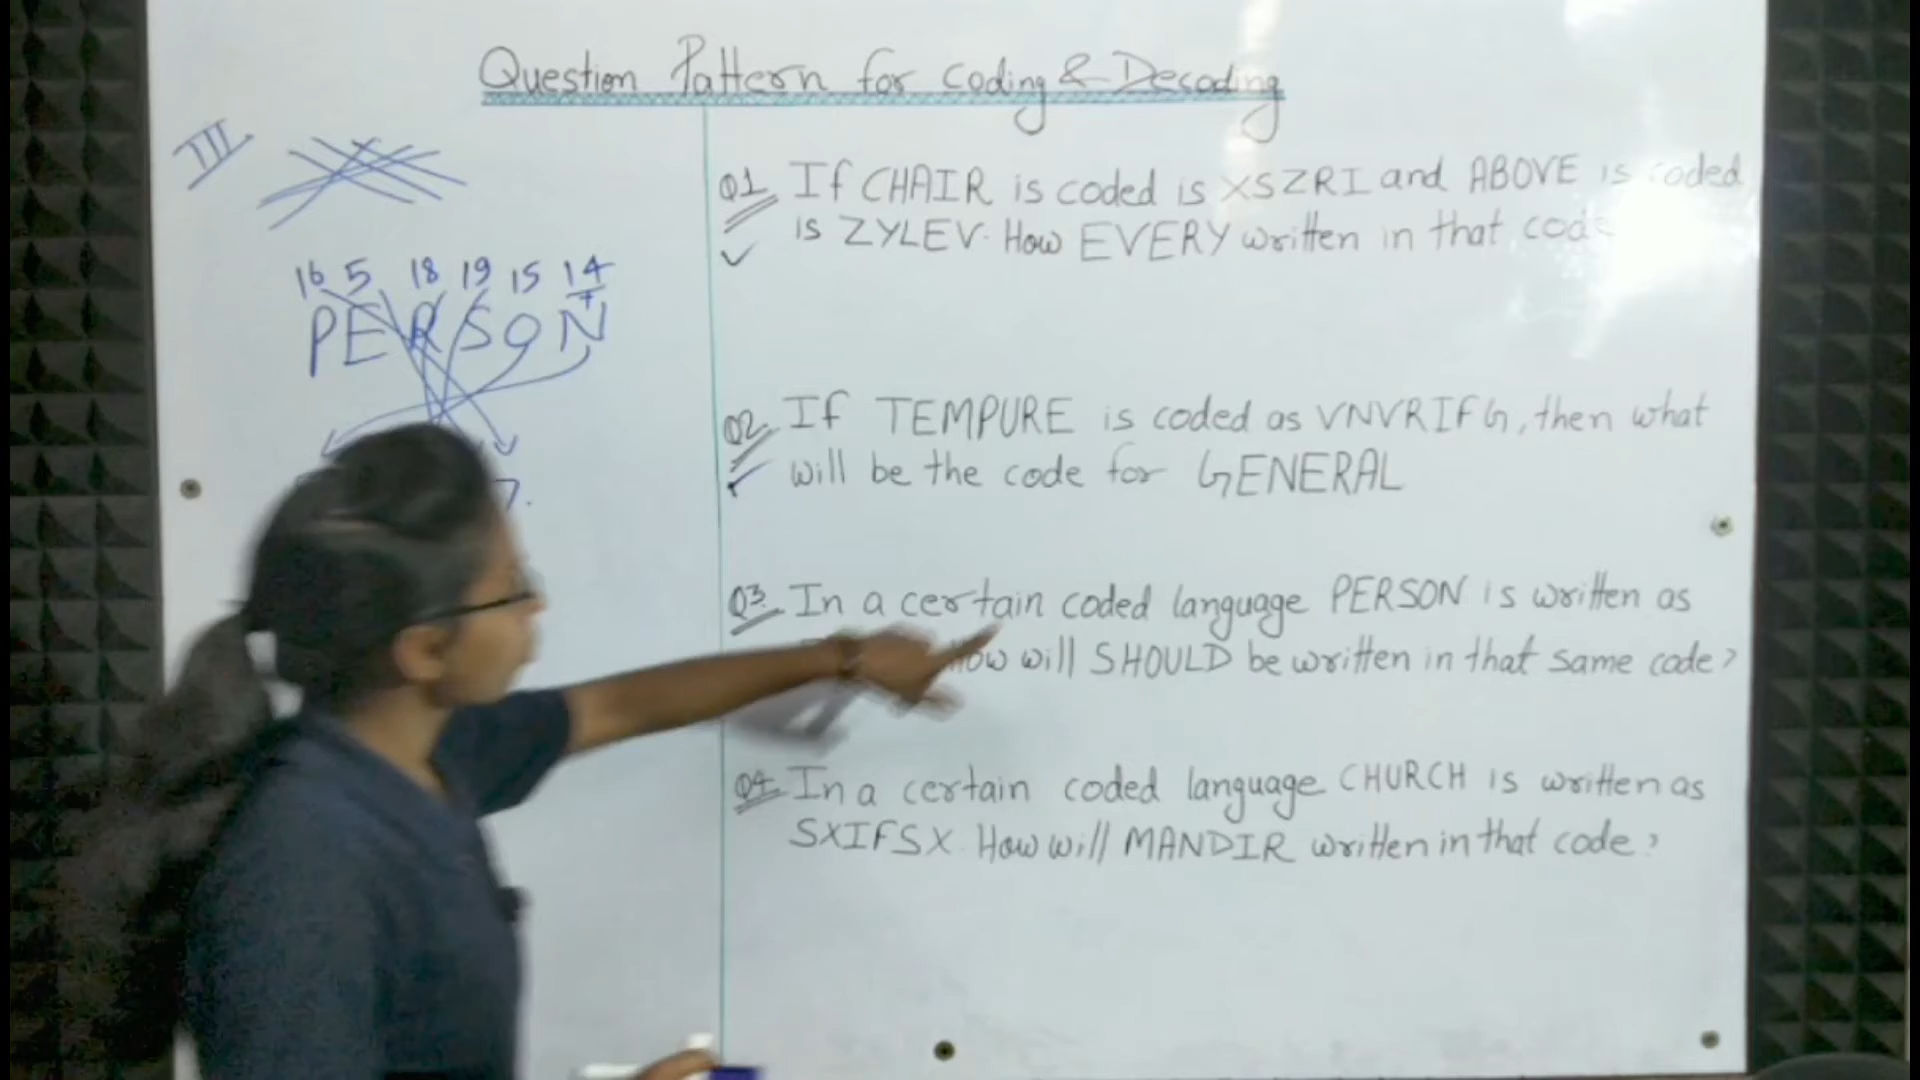 Question Pattern for Coding & Decoding
III
16 5 18 19 15 14
PERSON
7.
Q1 If CHAIR is coded is XSZRI and ABOVE is coded
is ZYLEV. How EVERY written in that code
Q2. If TEMPURE is coded as VNVRIFG, then what
will be the code for GENERAL
Q3. In a certain coded language PERSON is written as
How will SHOULD be written in that same code?
Q4. In a certain coded language CHURCH is written as
SXIFSX. How will MANDIR written in that code?